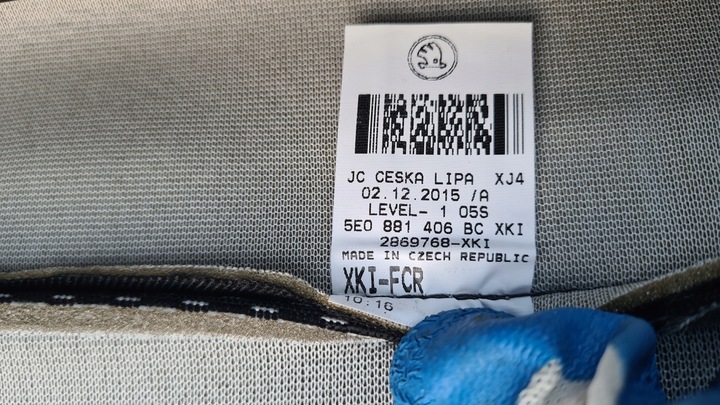 JC CESKA LIPA XJ4
02.12.2015 /A
LEVEL- 1 05S
5E0 881 406 BC XKI
2869768-XKI
MADE IN CZECH REPUBLIC
XKI-FCR
10:16